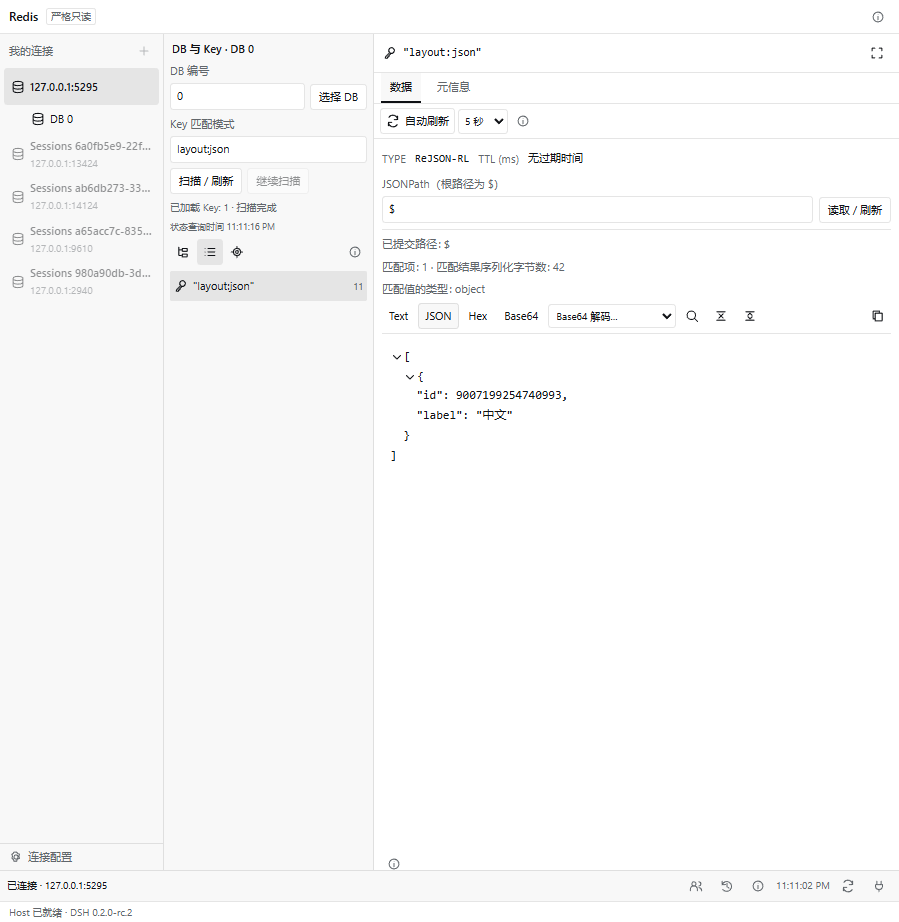 Redis 严格只读
我的连接
127.0.0.1:5295
DB 0
Sessions 6a0fb5e9-22f...
127.0.0.1:13424
Sessions ab6db273-33...
127.0.0.1:14124
Sessions a65acc7c-835...
127.0.0.1:9610
Sessions 980a90db-3d...
127.0.0.1:2940
连接配置
DB 与 Key · DB 0
DB 编号
0 选择 DB
Key 匹配模式
layout:json
扫描 / 刷新 继续扫描
已加载 Key: 1 · 扫描完成
状态查询时间 11:11:16 PM
"layout:json" 11
"layout:json"
数据 元信息
自动刷新 5 秒
TYPE ReJSON-RL TTL (ms) 无过期时间
JSONPath（根路径为 $）
$ 读取 / 刷新
已提交路径: $
匹配项: 1 · 匹配结果序列化字节数: 42
匹配值的类型: object
Text JSON Hex Base64 Base64 解码...
[
{
"id": 9007199254740993,
"label": "中文"
}
]
已连接 · 127.0.0.1:5295 11:11:02 PM
Host 已就绪 · DSH 0.2.0-rc.2